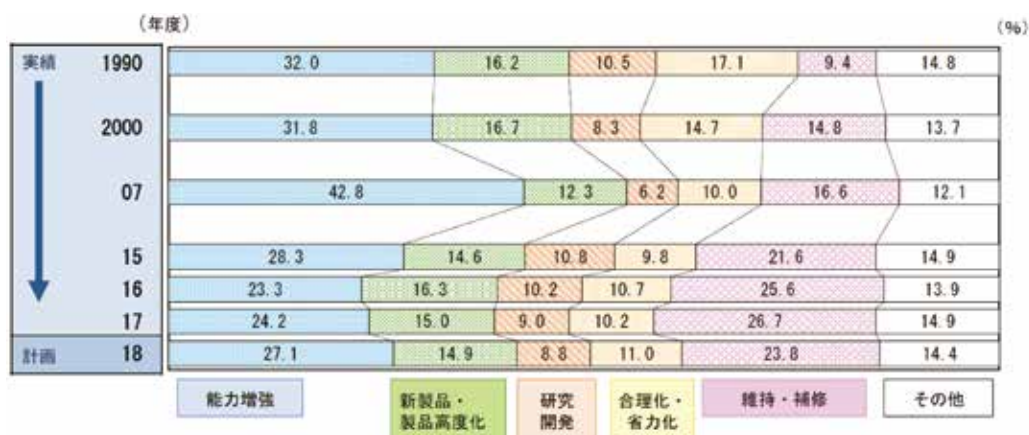 （年度）
（%）
実績 1990 32.0 16.2 10.5 17.1 9.4 14.8
2000 31.8 16.7 8.3 14.7 14.8 13.7
07 42.8 12.3 6.2 10.0 16.6 12.1
15 28.3 14.6 10.8 9.8 21.6 14.9
16 23.3 16.3 10.2 10.7 25.6 13.9
17 24.2 15.0 9.0 10.2 26.7 14.9
計画 18 27.1 14.9 8.8 11.0 23.8 14.4
能力増強
新製品・
製品高度化
研究
開発
合理化・
省力化
維持・補修
その他